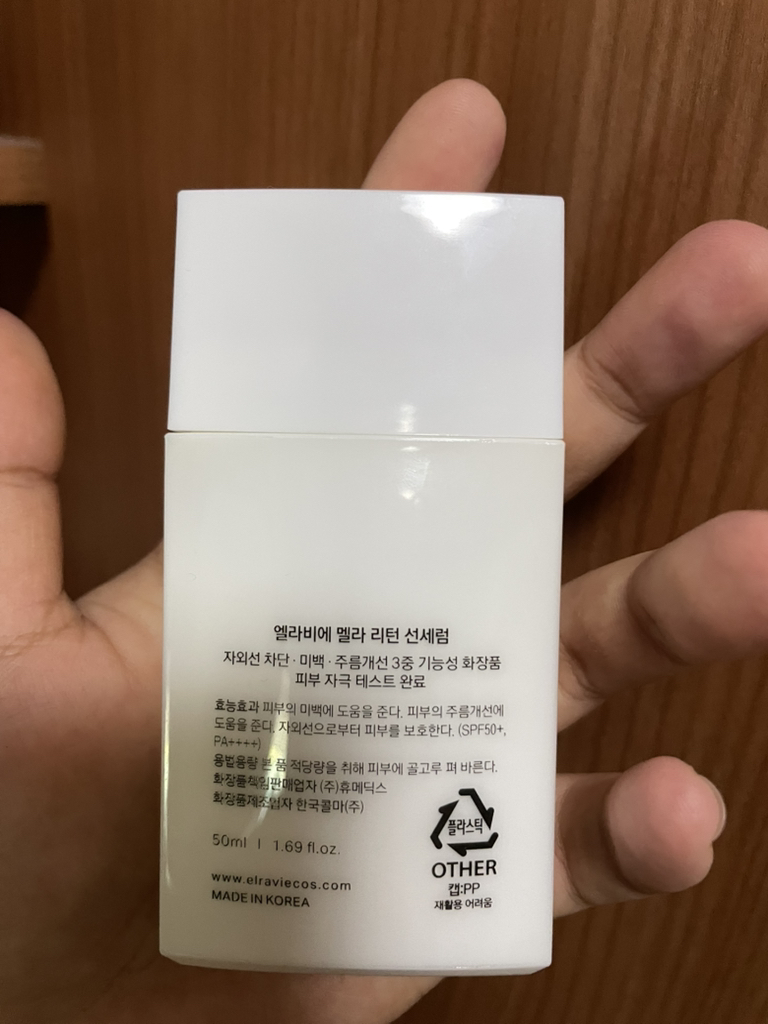 엘라비에 멜라 리턴 선세럼
자외선 차단 · 미백 · 주름개선 3중 기능성 화장품
피부 자극 테스트 완료
효능효과 피부의 미백에 도움을 준다. 피부의 주름개선에
도움을 준다. 자외선으로부터 피부를 보호한다. (SPF50+,
PA++++)
용법용량 본 품 적당량을 취해 피부에 골고루 펴 바른다.
화장품책임판매업자 (주)휴메딕스
화장품제조업자 한국콜마(주)
50ml | 1.69 fl.oz.
www.elraviecos.com
MADE IN KOREA
플라스틱
OTHER
캡:PP
재활용 어려움